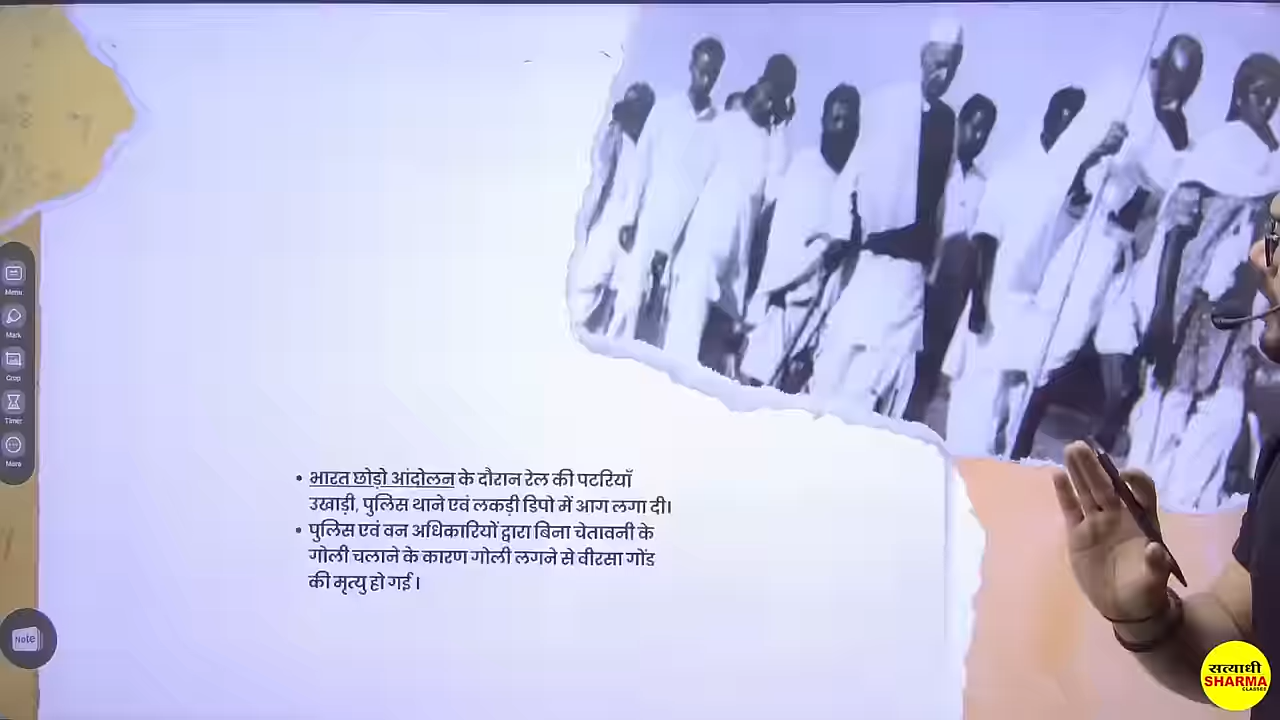 Menu
Mark
Crop
Timer
More
Note
• भारत छोड़ो आंदोलन के दौरान रेल की पटरियाँ
उखाड़ी, पुलिस थाने एवं लकड़ी डिपो में आग लगा दी।
• पुलिस एवं वन अधिकारियों द्वारा बिना चेतावनी के
गोली चलाने के कारण गोली लगने से वीरसा गोंड
की मृत्यु हो गई ।
सत्याधी
SHARMA
CLASSES